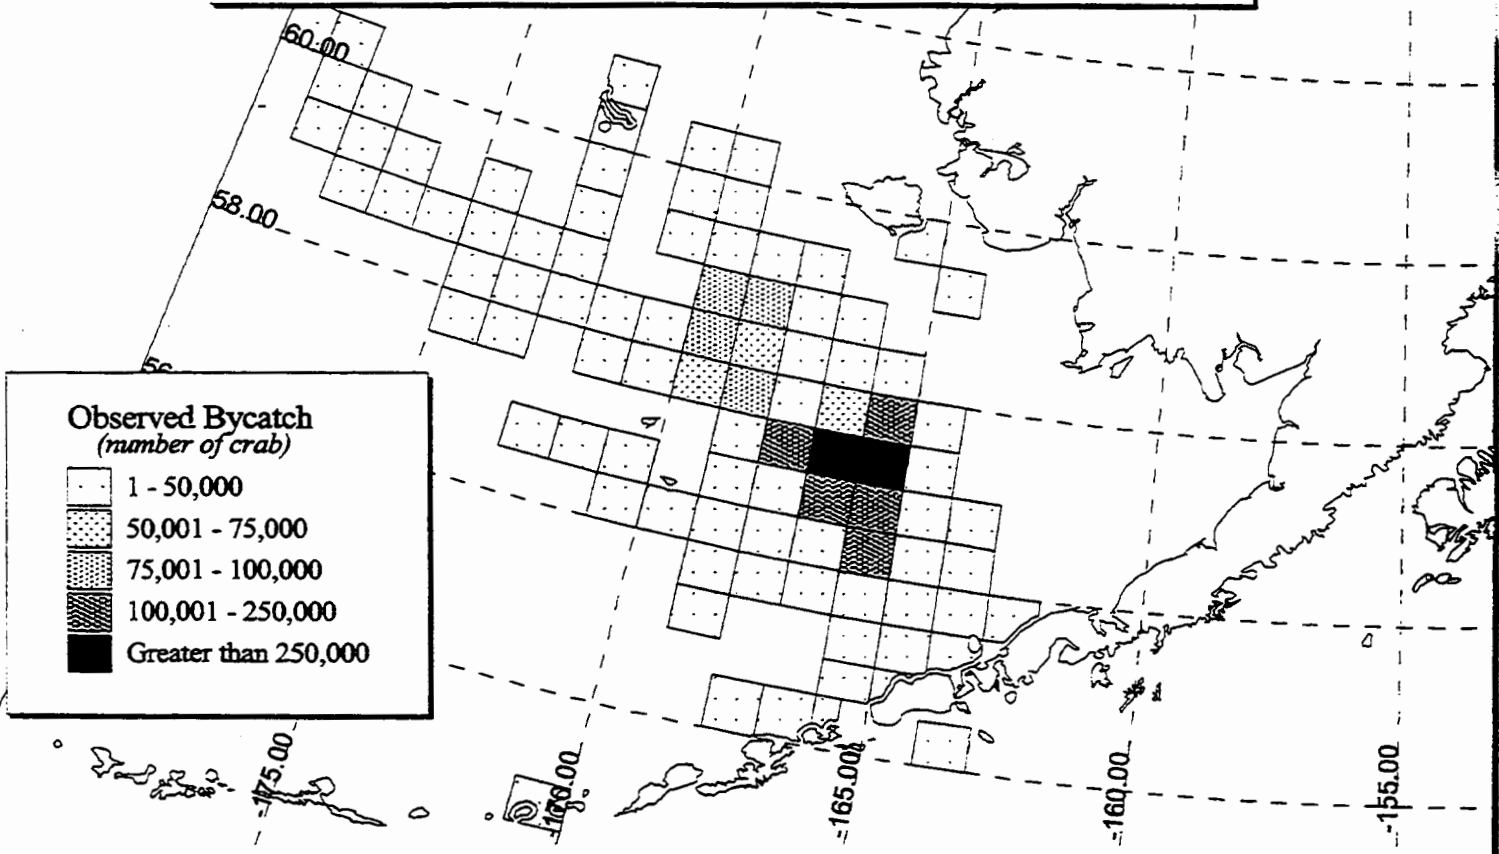 60.00
58.00
56
Observed Bycatch
(number of crab)
1 - 50,000
50,001 - 75,000
75,001 - 100,000
100,001 - 250,000
Greater than 250,000
-175.00
-170.00
-165.00
-160.00
-155.00